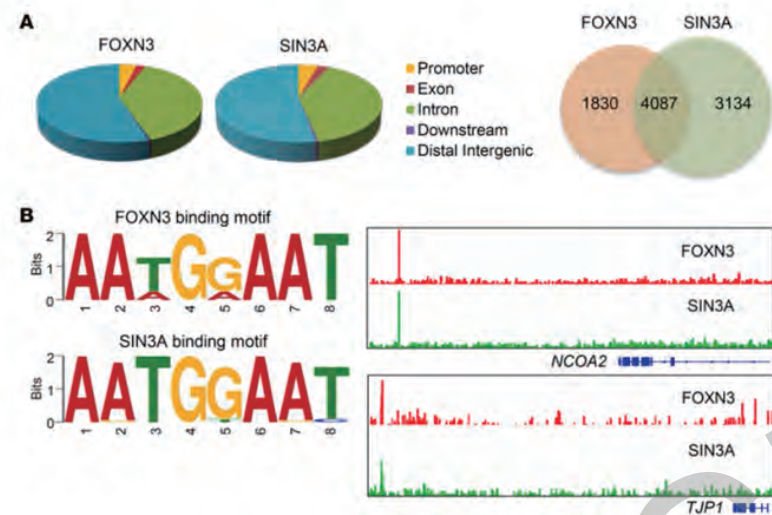 A
FOXN3
SIN3A
Promoter
Exon
Intron
Downstream
Distal Intergenic
FOXN3
SIN3A
1830
4087
3134
B
FOXN3 binding motif
2
1
0
Bits
AATGGAAT
1 2 3 4 5 6 7 8
SIN3A binding motif
2
1
0
Bits
AATGGAAT
1 2 3 4 5 6 7 8
FOXN3
SIN3A
NCOA2
FOXN3
SIN3A
TJP1